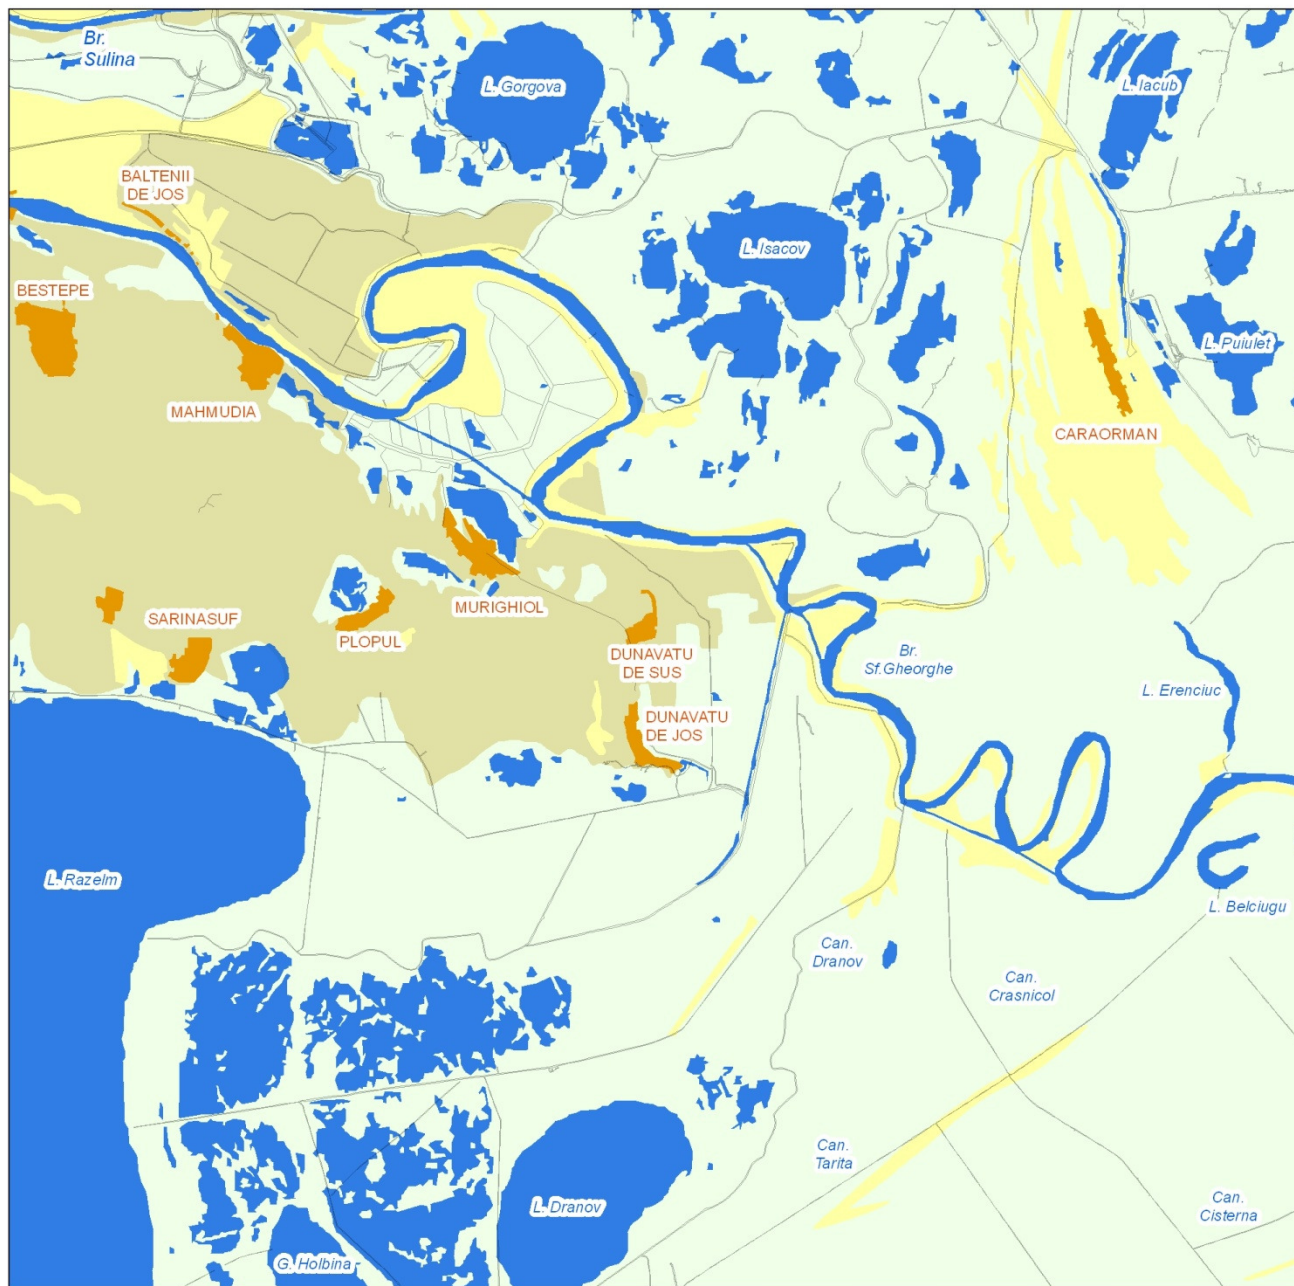 Br.
Sulina
L. Gorgova
L. Iacub
BALTENII
DE JOS
L. Isacov
BESTEPE
L. Puiulet
MAHMUDIA
CARAORMAN
MURIGHIOL
SARINASUF
PLOPUL
DUNAVATU
DE SUS
Br.
Sf.Gheorghe
L. Erenciuc
DUNAVATU
DE JOS
L. Razelm
L. Belciugu
Can.
Dranov
Can.
Crasnicol
Can.
Tarita
L. Dranov
Can.
Cisterna
G. Holbina